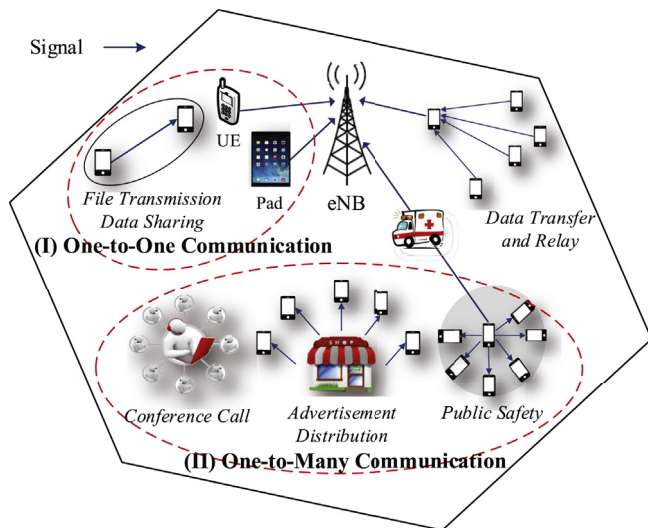 Signal
UE
Pad
eNB
File Transmission
Data Sharing
(I) One-to-One Communication
Data Transfer
and Relay
SHOP
Conference Call
Advertisement
Distribution
Public Safety
(II) One-to-Many Communication